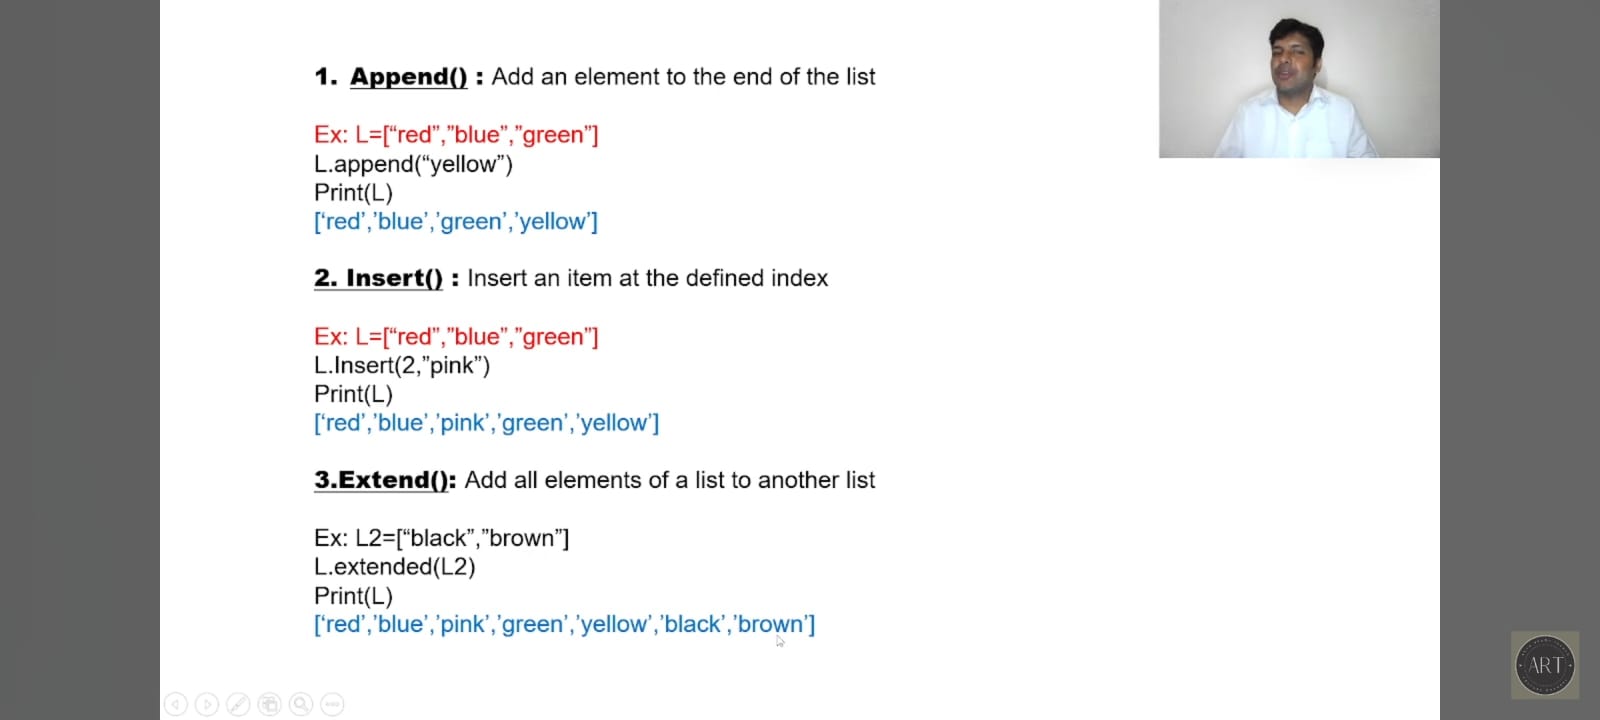 1. Append() : Add an element to the end of the list
Ex: L=[“red”,”blue”,”green”]
L.append(“yellow”)
Print(L)
[‘red’,’blue’,’green’,’yellow’]
2. Insert() : Insert an item at the defined index
Ex: L=[“red”,”blue”,”green”]
L.Insert(2,”pink”)
Print(L)
[‘red’,’blue’,’pink’,’green’,’yellow’]
3.Extend(): Add all elements of a list to another list
Ex: L2=[“black”,”brown”]
L.extended(L2)
Print(L)
[‘red’,’blue’,’pink’,’green’,’yellow’,’black’,’brown’]
ART